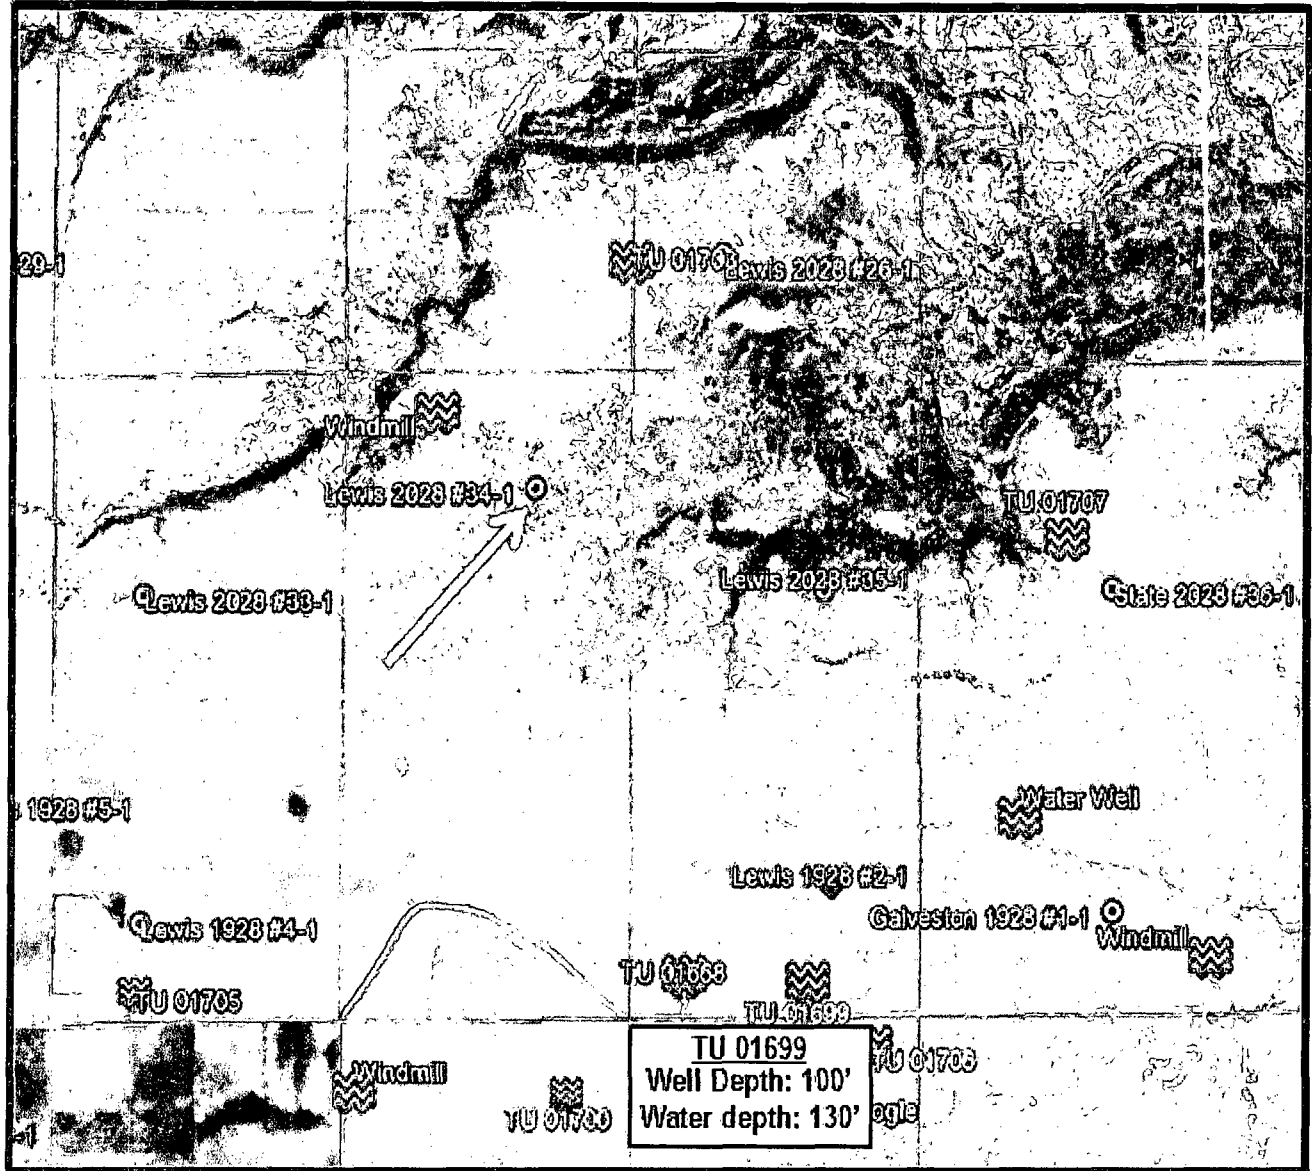 29-1
TU 0170
Lewis 2028 #26-1
Windmill
Lewis 2028 #34-1
TU 01707
Lewis 2028 #33-1
Lewis 2028 #35-1
State 2028 #36-1
1928 #5-1
Water Well
Lewis 1928 #2-1
Galveston 1928 #1-1
Lewis 1928 #4-1
Windmill
TU 01668
TU 01705
TU 01699
TU 01699
Well Depth: 100'
Water depth: 130'
Windmill
TU 01700
ogle
-1